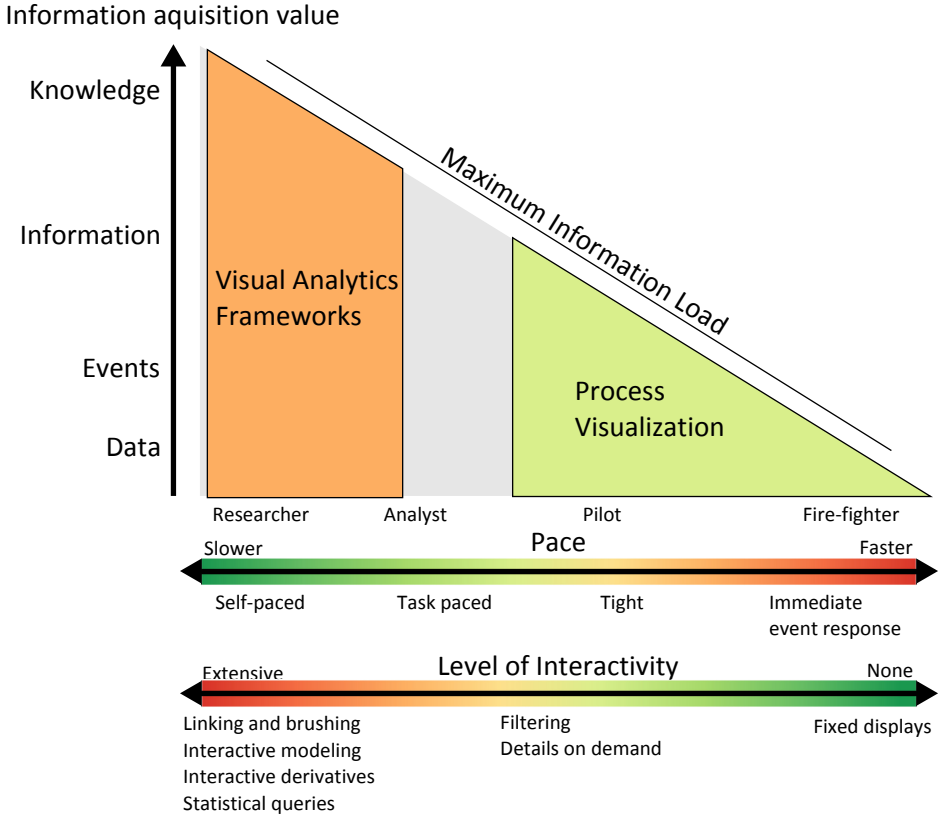 Information aquisition value
Knowledge
Maximum Information Load
Information
Visual Analytics
Frameworks
Events
Process
Visualization
Data
Researcher
Analyst
Pilot
Fire-fighter
Slower
Pace
Faster
Self-paced
Task paced
Tight
Immediate
event response
Extensive
Level of Interactivity
None
Linking and brushing
Interactive modeling
Interactive derivatives
Statistical queries
Filtering
Details on demand
Fixed displays